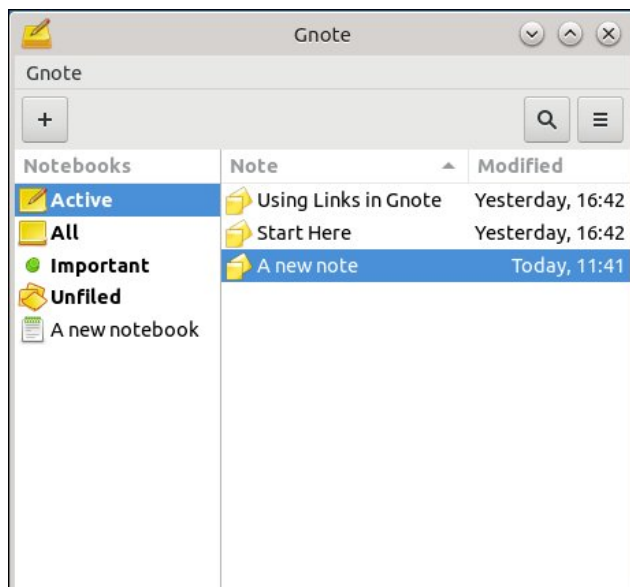 Gnote
Gnote
+
Notebooks Note Modified
Active Using Links in Gnote Yesterday, 16:42
All Start Here Yesterday, 16:42
Important A new note Today, 11:41
Unfiled
A new notebook